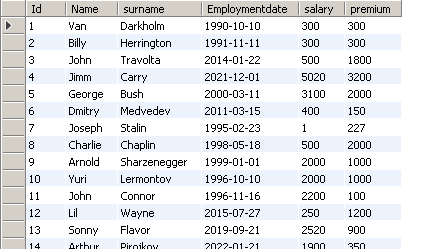 Id Name surname Employmentdate salary premium
1 Van Darkholm 1990-10-10 300 300
2 Billy Herrington 1991-11-11 300 300
3 John Travolta 2014-01-22 500 1800
4 Jimm Carry 2021-12-01 5020 3200
5 George Bush 2000-03-11 3100 2000
6 Dmitry Medvedev 2011-03-15 400 150
7 Joseph Stalin 1995-02-23 1 227
8 Charlie Chaplin 1998-05-18 500 2000
9 Arnold Sharzenegger 1999-01-01 2000 1000
10 Yuri Lermontov 1996-10-10 2000 1000
11 John Connor 1996-11-16 2200 100
12 Lil Wayne 2015-07-27 250 1200
13 Sonny Flavor 2019-09-21 2520 900
14 Arthur Pirojkov 2022-01-21 1900 350